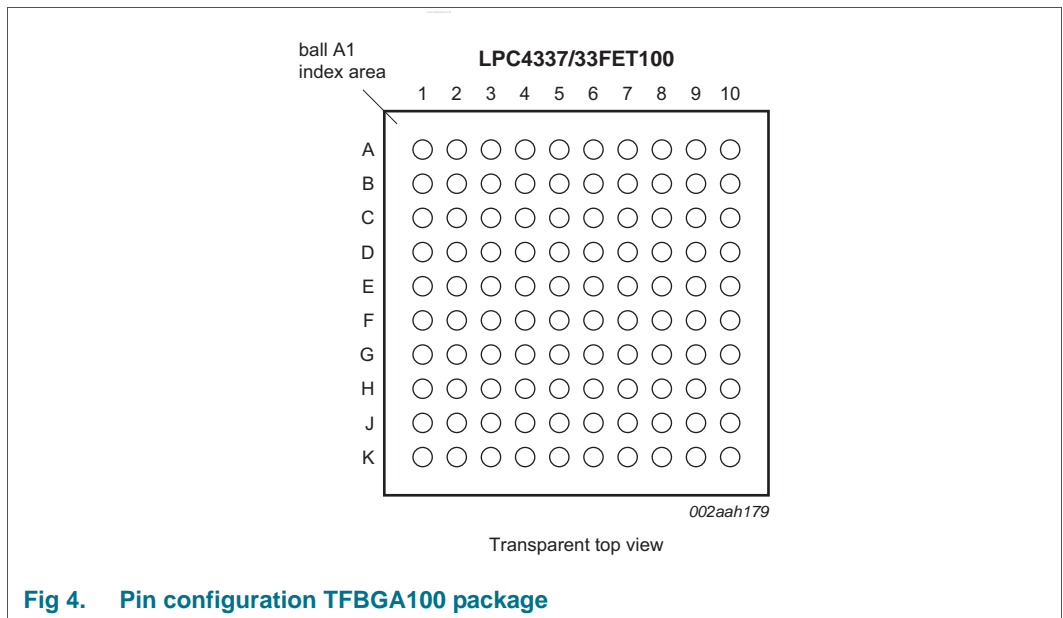 ball A1
index area
LPC4337/33FET100
1 2 3 4 5 6 7 8 9 10
A
B
C
D
E
F
G
H
J
K
002aah179
Transparent top view
Fig 4. Pin configuration TFBGA100 package